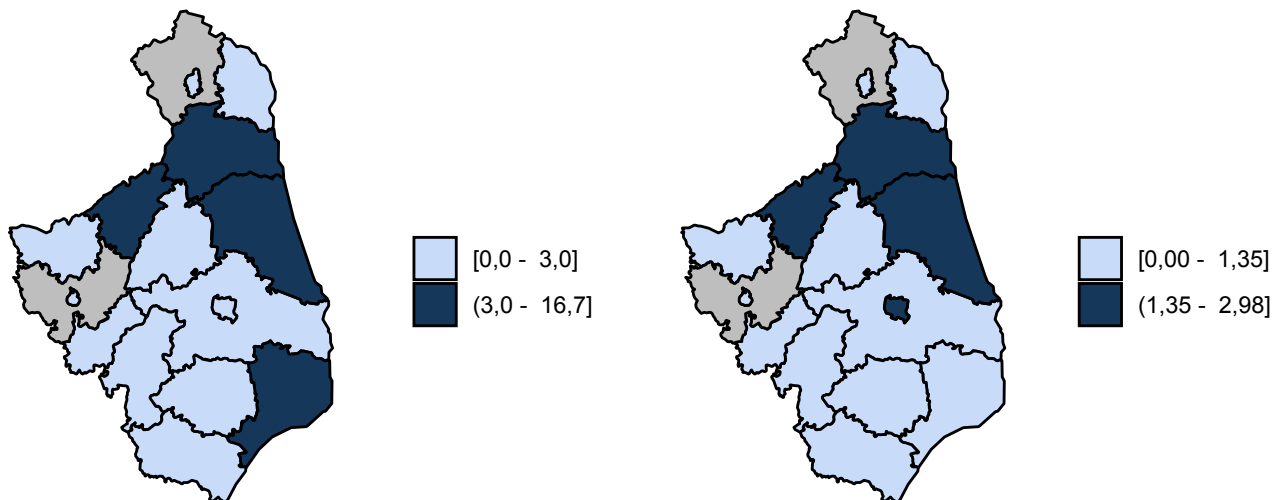 [0,0 - 3,0]
(3,0 - 16,7]
[0,00 - 1,35]
(1,35 - 2,98]